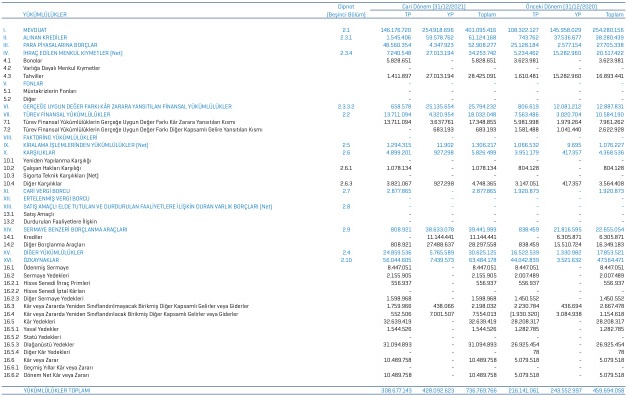 YÜKÜMLÜLÜKLER Dipnot (Beşinci Bölüm) Cari Dönem (31/12/2021) Önceki Dönem (31/12/2020)
TP YP Toplam TP YP Toplam
I. MEVDUAT 2.1 146.176.720 254.918.696 401.095.416 108.322.127 145.958.029 254.280.156
II. ALINAN KREDİLER 2.3.1 1.545.406 59.578.762 61.124.168 743.762 37.536.677 38.280.439
III. PARA PİYASALARINA BORÇLAR 48.560.354 4.347.923 52.908.277 25.128.184 2.577.154 27.705.338
IV. İHRAÇ EDİLEN MENKUL KIYMETLER (Net) 2.3.4 7.240.548 27.013.194 34.253.742 5.234.462 15.282.960 20.517.422
4.1 Bonolar 5.828.651 - 5.828.651 3.623.981 - 3.623.981
4.2 Varlığa Dayalı Menkul Kıymetler - - - - - -
4.3 Tahviller 1.411.897 27.013.194 28.425.091 1.610.481 15.282.960 16.893.441
V. FONLAR - - - - - -
5.1 Müstakrizlerin Fonları - - - - - -
5.2 Diğer - - - - - -
VI. GERÇEĞE UYGUN DEĞER FARKI KÂR ZARARA YANSITILAN FİNANSAL YÜKÜMLÜLÜKLER 2.3.3.2 658.578 25.135.654 25.794.232 806.619 12.081.212 12.887.831
VII. TÜREV FİNANSAL YÜKÜMLÜLÜKLER 2.2 13.711.094 4.320.954 18.032.048 7.563.486 3.020.704 10.584.190
7.1 Türev Finansal Yükümlülüklerin Gerçeğe Uygun Değer Farkı Kâr Zarara Yansıtılan Kısmı 13.711.094 3.637.761 17.348.855 5.981.998 1.979.264 7.961.262
7.2 Türev Finansal Yükümlülüklerin Gerçeğe Uygun Değer Farkı Diğer Kapsamlı Gelire Yansıtılan Kısmı - 683.193 683.193 1.581.488 1.041.440 2.622.928
VIII. FAKTORİNG YÜKÜMLÜLÜKLERİ - - - - - -
IX. KİRALAMA İŞLEMLERİNDEN YÜKÜMLÜLÜKLER (Net) 2.5 1.294.315 11.902 1.306.217 1.066.532 9.695 1.076.227
X. KARŞILIKLAR 2.6 4.899.201 927.298 5.826.499 3.951.179 417.357 4.368.536
10.1 Yeniden Yapılanma Karşılığı - - - - - -
10.2 Çalışan Hakları Karşılığı 2.6.1 1.078.134 - 1.078.134 804.128 - 804.128
10.3 Sigorta Teknik Karşılıkları (Net) - - - - - -
10.4 Diğer Karşılıklar 2.6.3 3.821.067 927.298 4.748.365 3.147.051 417.357 3.564.408
XI. CARİ VERGİ BORCU 2.7 2.877.865 - 2.877.865 1.920.873 - 1.920.873
XII. ERTELENMİŞ VERGİ BORCU - - - - - -
XIII. SATIŞ AMAÇLI ELDE TUTULAN VE DURDURULAN FAALİYETLERE İLİŞKİN DURAN VARLIK BORÇLARI (Net) 2.8 - - - - - -
13.1 Satış Amaçlı - - - - - -
13.2 Durdurulan Faaliyetlere İlişkin - - - - - -
XIV. SERMAYE BENZERİ BORÇLANMA ARAÇLARI 2.9 808.921 38.633.078 39.441.999 838.459 21.816.595 22.655.054
14.1 Krediler - 11.144.441 11.144.441 - 6.305.871 6.305.871
14.2 Diğer Borçlanma Araçları 808.921 27.488.637 28.297.558 838.459 15.510.724 16.349.183
XV. DİĞER YÜKÜMLÜLÜKLER 2.4 24.859.536 5.765.589 30.625.125 16.522.539 1.330.982 17.853.521
XVI. ÖZKAYNAKLAR 2.10 56.044.605 7.439.573 63.484.178 44.042.839 3.521.632 47.564.471
16.1 Ödenmiş Sermaye 8.447.051 - 8.447.051 8.447.051 - 8.447.051
16.2 Sermaye Yedekleri 2.155.905 - 2.155.905 2.007.489 - 2.007.489
16.2.1 Hisse Senedi İhraç Primleri 556.937 - 556.937 556.937 - 556.937
16.2.2 Hisse Senedi İptal Kârları - - - - - -
16.2.3 Diğer Sermaye Yedekleri 1.598.968 - 1.598.968 1.450.552 - 1.450.552
16.3 Kâr veya Zararda Yeniden Sınıflandırılmayacak Birikmiş Diğer Kapsamlı Gelirler veya Giderler 1.759.966 438.066 2.198.032 2.230.784 436.694 2.667.478
16.4 Kâr veya Zararda Yeniden Sınıflandırılacak Birikmiş Diğer Kapsamlı Gelirler veya Giderler 552.506 7.001.507 7.554.013 (1.930.320) 3.084.938 1.154.618
16.5 Kâr Yedekleri 32.639.419 - 32.639.419 28.208.317 - 28.208.317
16.5.1 Yasal Yedekler 1.544.526 - 1.544.526 1.282.785 - 1.282.785
16.5.2 Statü Yedekleri - - - - - -
16.5.3 Olağanüstü Yedekler 31.094.893 - 31.094.893 26.925.454 - 26.925.454
16.5.4 Diğer Kâr Yedekleri - - - 78 - 78
16.6 Kâr veya Zarar 10.489.758 - 10.489.758 5.079.518 - 5.079.518
16.6.1 Geçmiş Yıllar Kâr veya Zararı - - - - - -
16.6.2 Dönem Net Kâr veya Zararı 10.489.758 - 10.489.758 5.079.518 - 5.079.518
YÜKÜMLÜLÜKLER TOPLAMI 308.677.143 428.092.623 736.769.766 216.141.061 243.552.997 459.694.058